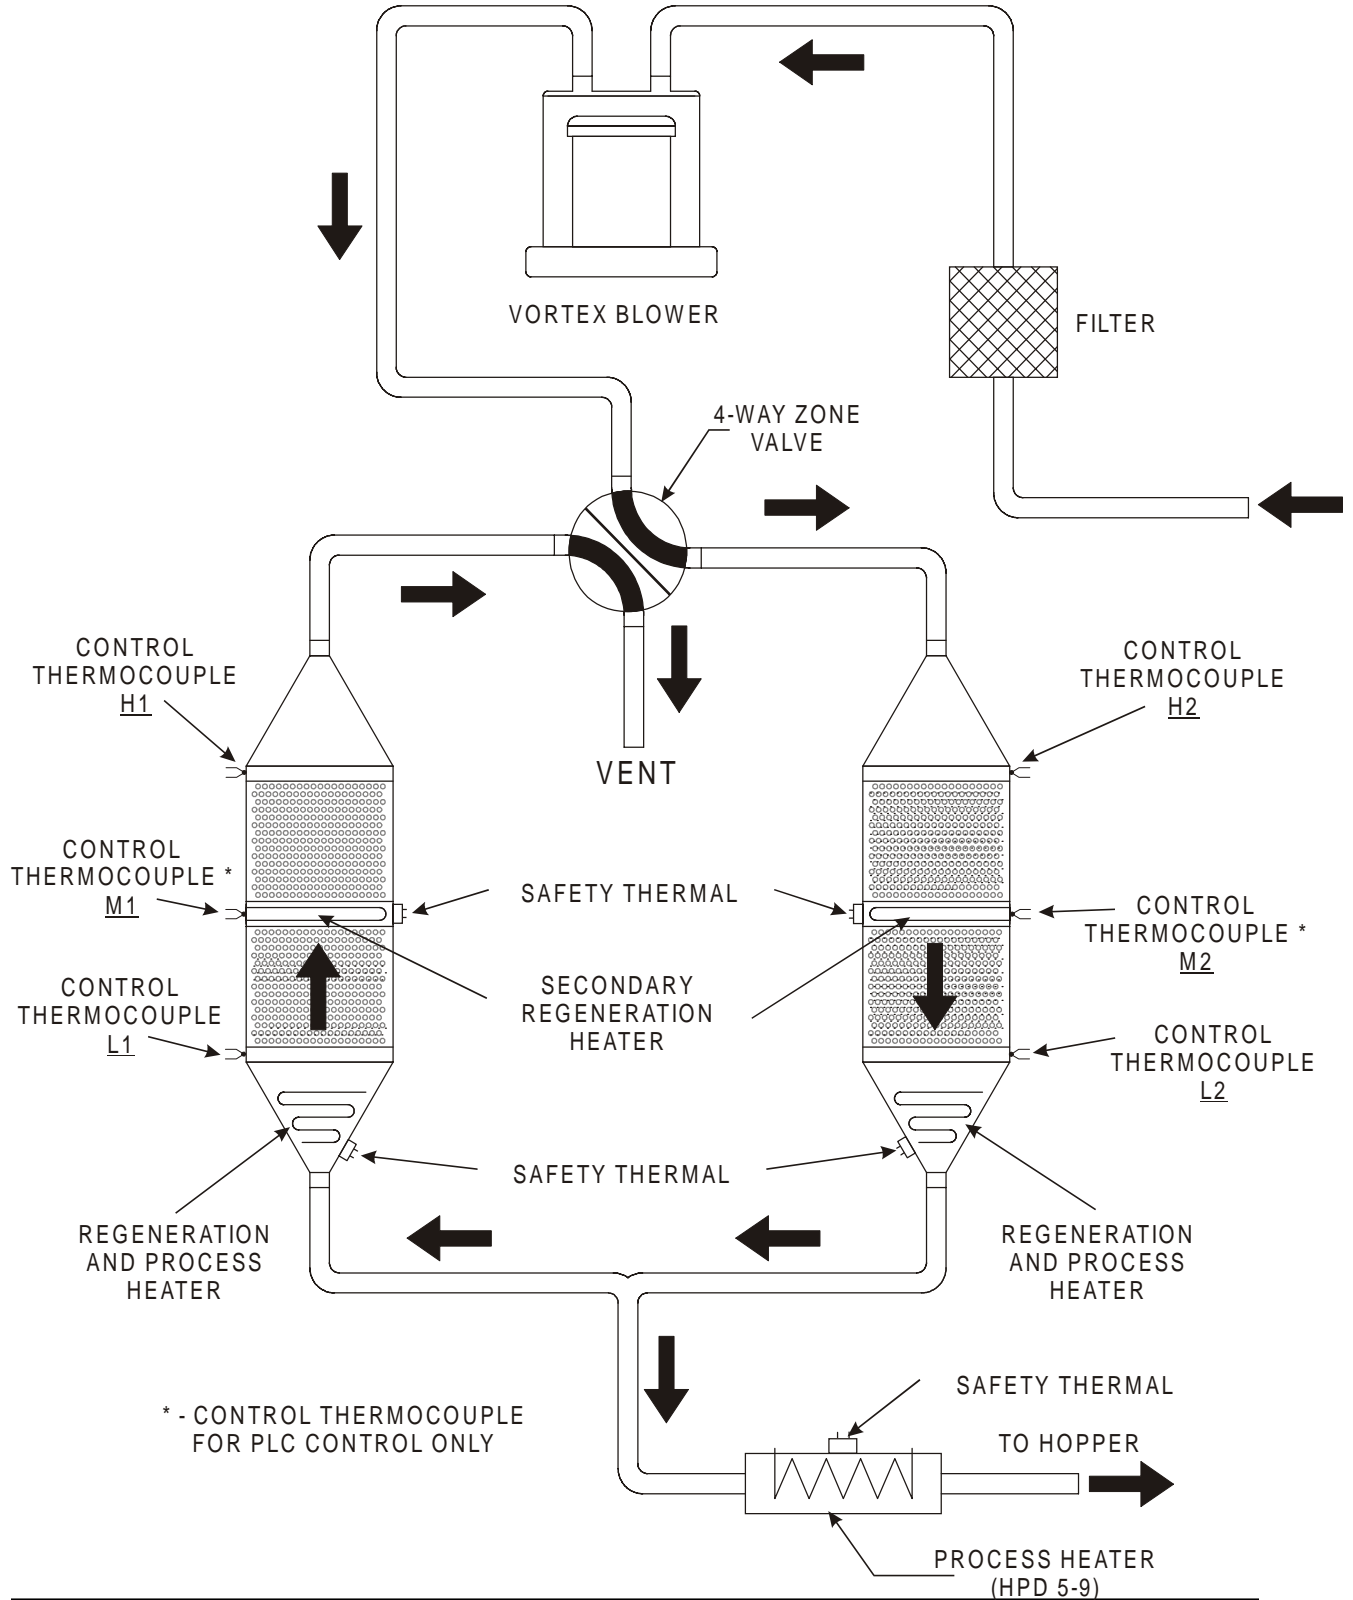 VORTEX BLOWER
FILTER
4-WAY ZONE
VALVE
CONTROL
THERMOCOUPLE
H1
CONTROL
THERMOCOUPLE
H2
VENT
CONTROL
THERMOCOUPLE *
M1
SAFETY THERMAL
CONTROL
THERMOCOUPLE *
M2
CONTROL
THERMOCOUPLE
L1
SECONDARY
REGENERATION
HEATER
CONTROL
THERMOCOUPLE
L2
SAFETY THERMAL
REGENERATION
AND PROCESS
HEATER
REGENERATION
AND PROCESS
HEATER
* - CONTROL THERMOCOUPLE
FOR PLC CONTROL ONLY
SAFETY THERMAL
TO HOPPER
PROCESS HEATER
(HPD 5-9)